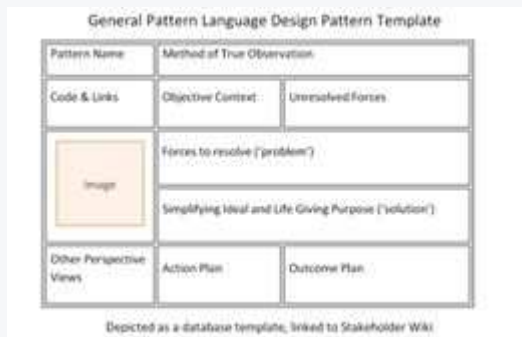 General Pattern Language Design Pattern Template
Pattern Name
Method of True Observation
Code & Links
Objective Context
Unresolved Forces
Image
Forces to resolve ('problem')
Simplifying Ideal and Life Giving Purpose ('solution')
Other Perspective
Views
Action Plan
Outcome Plan
Depicted as a database template, linked to Stakeholder Wiki